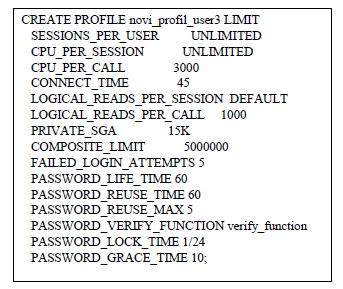 CREATE PROFILE novi_profil_user3 LIMIT
SESSIONS_PER_USER UNLIMITED
CPU_PER_SESSION UNLIMITED
CPU_PER_CALL 3000
CONNECT_TIME 45
LOGICAL_READS_PER_SESSION DEFAULT
LOGICAL_READS_PER_CALL 1000
PRIVATE_SGA 15K
COMPOSITE_LIMIT 5000000
FAILED_LOGIN_ATTEMPTS 5
PASSWORD_LIFE_TIME 60
PASSWORD_REUSE_TIME 60
PASSWORD_REUSE_MAX 5
PASSWORD_VERIFY_FUNCTION verify_function
PASSWORD_LOCK_TIME 1/24
PASSWORD_GRACE_TIME 10;